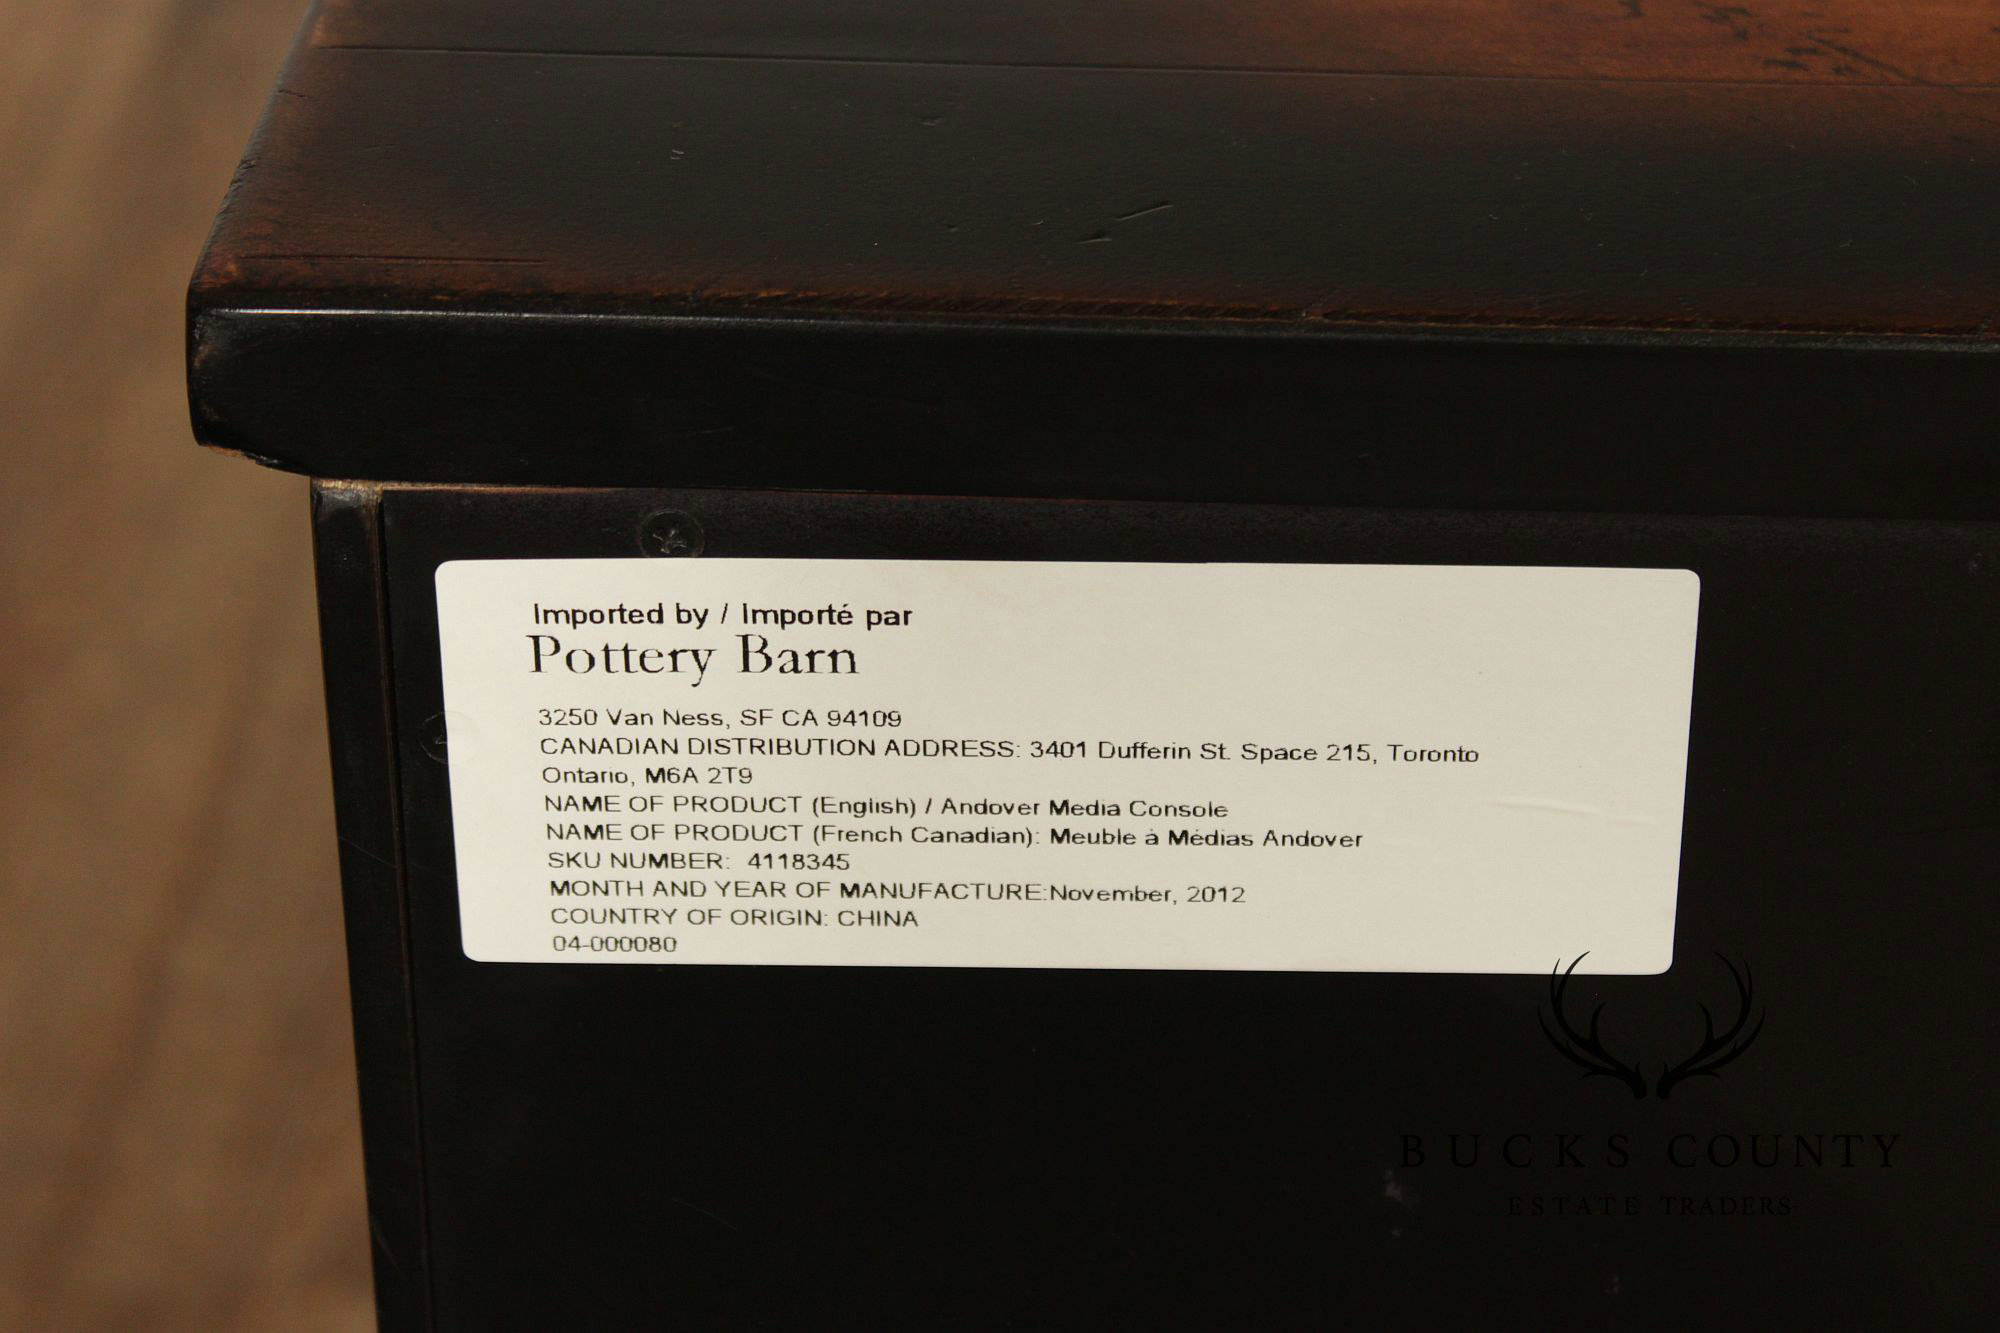 Imported by / Importé par
Pottery Barn
3250 Van Ness, SF CA 94109
CANADIAN DISTRIBUTION ADDRESS: 3401 Dufferin St. Space 215, Toronto
Ontario, M6A 2T9
NAME OF PRODUCT (English) / Andover Media Console
NAME OF PRODUCT (French Canadian): Meuble à Médias Andover
SKU NUMBER: 4118345
MONTH AND YEAR OF MANUFACTURE:November, 2012
COUNTRY OF ORIGIN: CHINA
04-000080
BUCKS COUNTY
ESTATE TRADERS